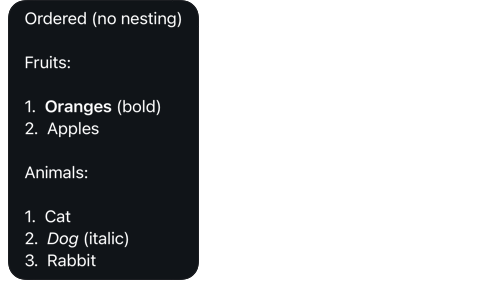 Ordered (no nesting)
Fruits:
1. Oranges (bold)
2. Apples
Animals:
1. Cat
2. Dog (italic)
3. Rabbit